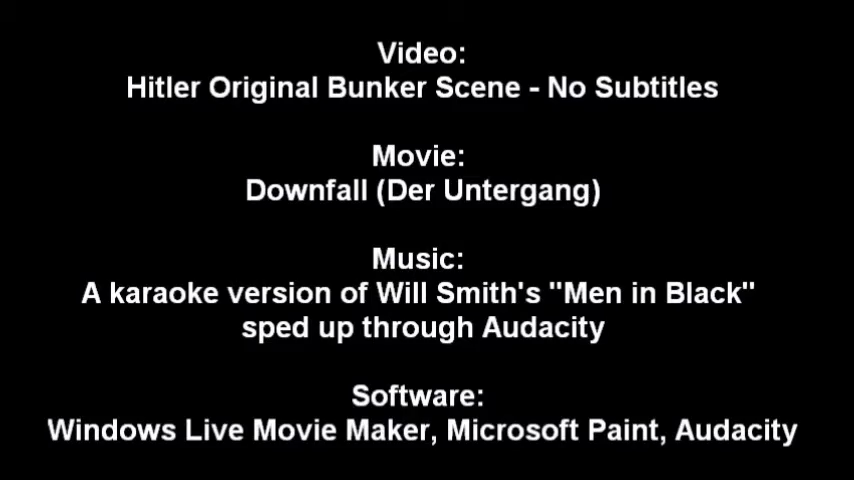 Video:
Hitler Original Bunker Scene - No Subtitles
Movie:
Downfall (Der Untergang)
Music:
A karaoke version of Will Smith's "Men in Black"
sped up through Audacity
Software:
Windows Live Movie Maker, Microsoft Paint, Audacity